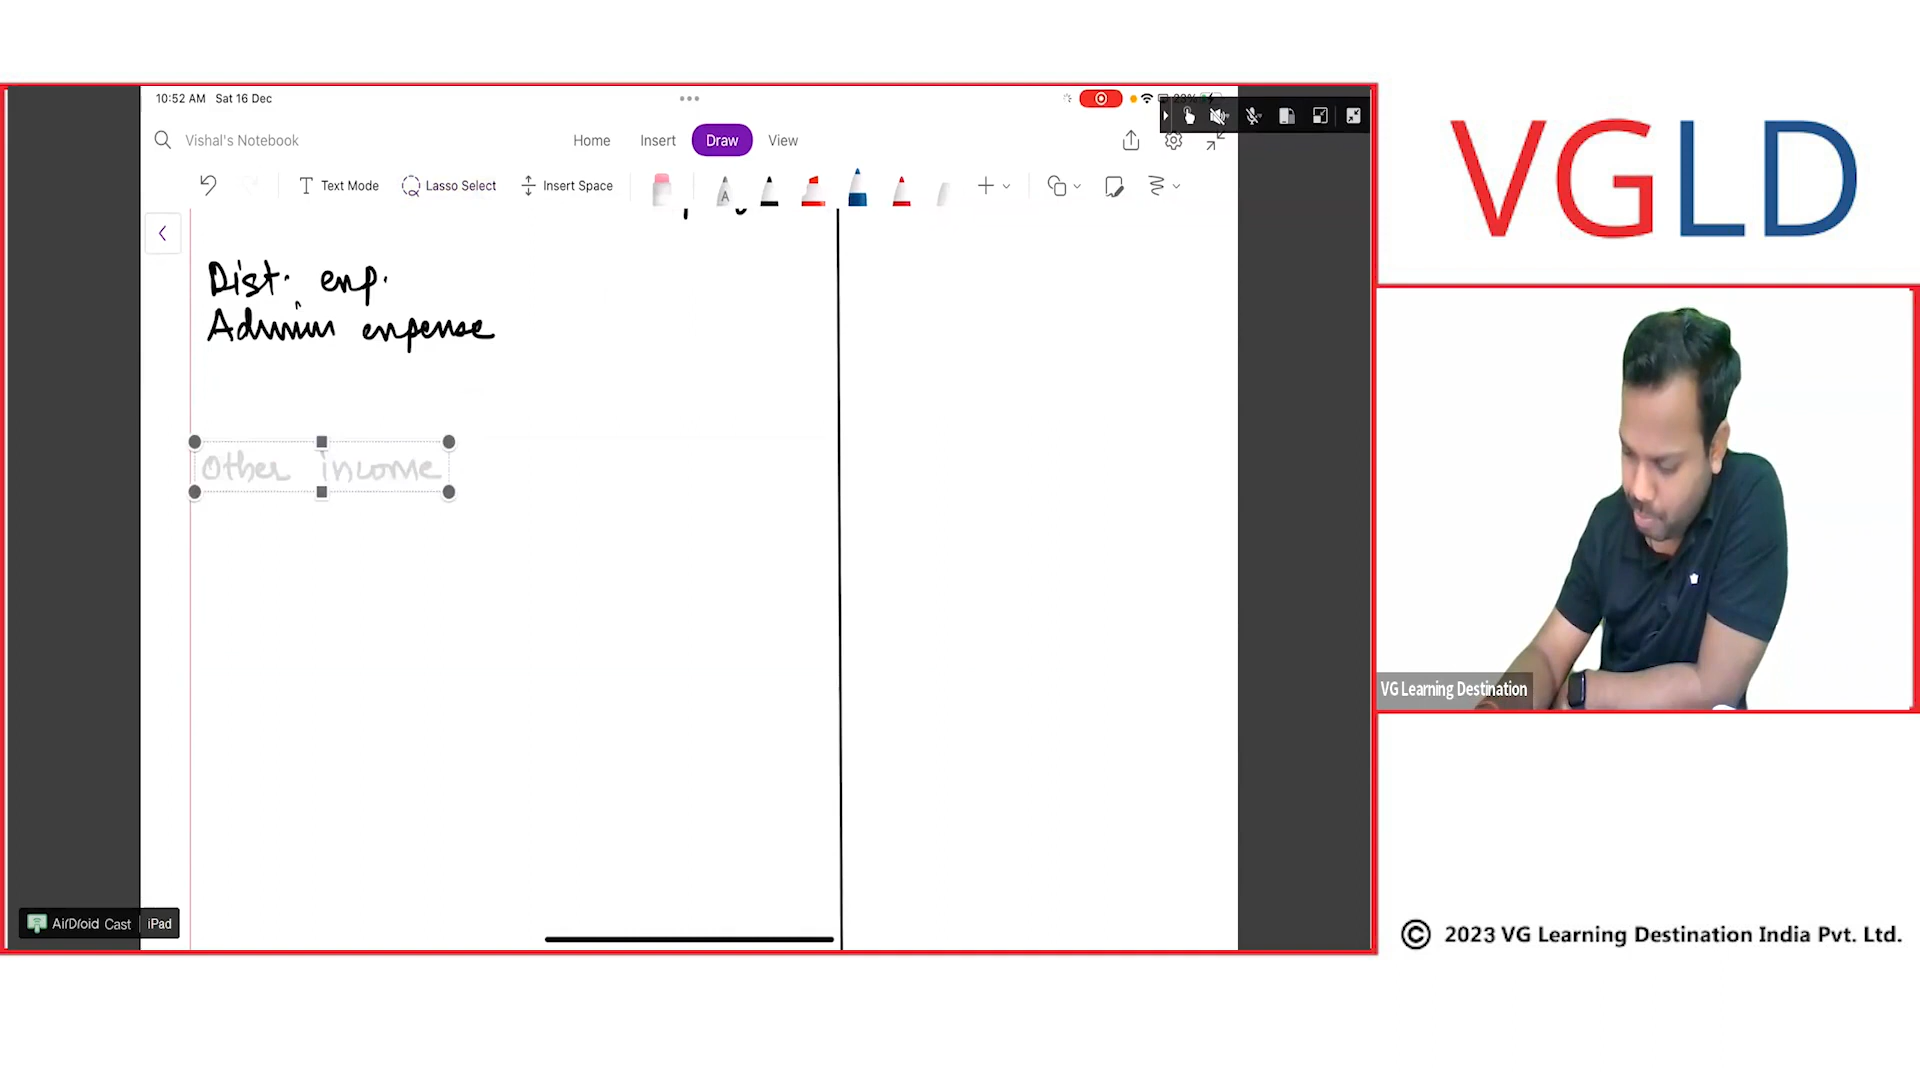 10:52 AM Sat 16 Dec
23%
VGLD
Vishal's Notebook
Home Insert Draw View
Text Mode Lasso Select Insert Space
Dist. exp.
Admin expense
Other income
VG Learning Destination
AirDroid Cast iPad
© 2023 VG Learning Destination India Pvt. Ltd.